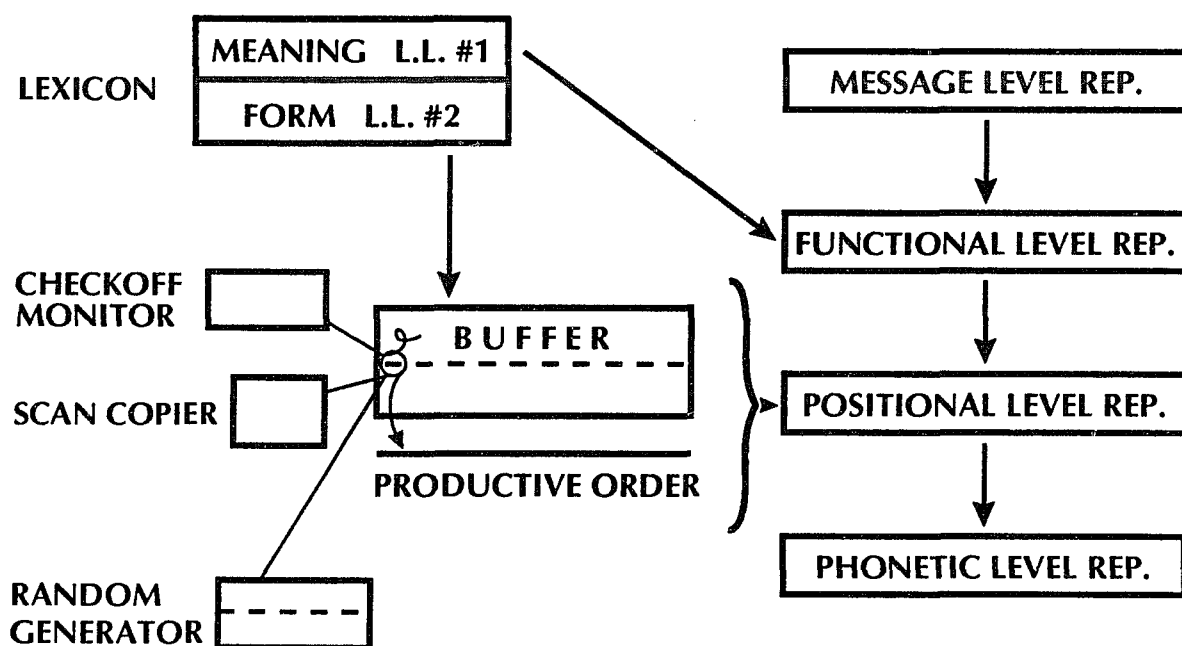 LEXICON
MEANING L.L. #1
FORM L.L. #2
CHECKOFF
MONITOR
BUFFER
SCAN COPIER
PRODUCTIVE ORDER
RANDOM
GENERATOR
MESSAGE LEVEL REP.
FUNCTIONAL LEVEL REP.
POSITIONAL LEVEL REP.
PHONETIC LEVEL REP.